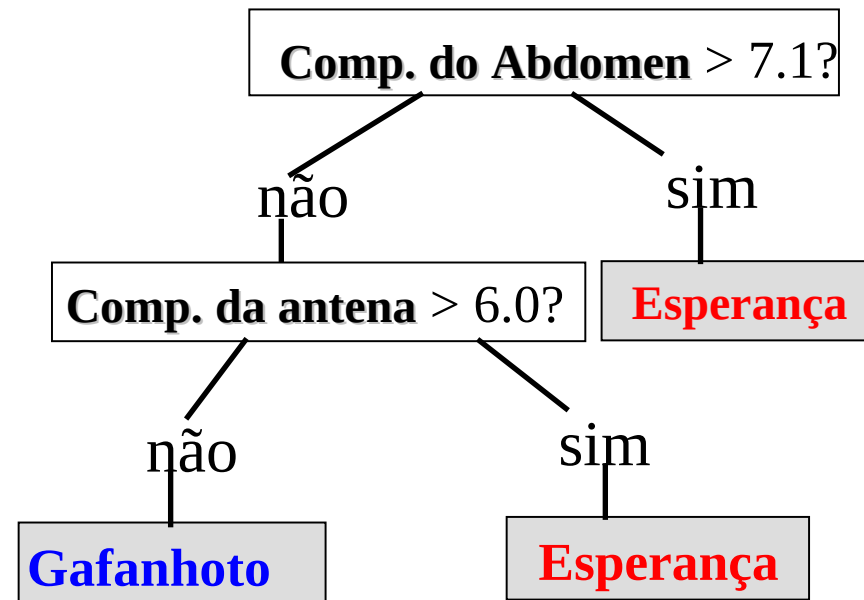 Comp. do Abdomen > 7.1?
não
sim
Comp. da antena > 6.0?
Esperança
não
sim
Gafanhoto
Esperança